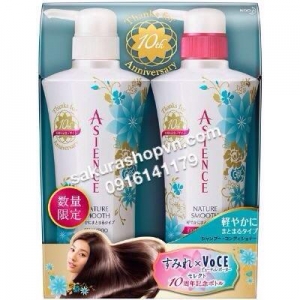 Thanks for
10th
Anniversary
ASIENCE
NATURE
SMOOTH
ASIENCE
NATURE
SMOOTH
sakurashopvn.com
0916141179
数量
限定
軽やかに
まとまるタイプ
シャンプー・コンディショナー
すみれ×VoCE
セレクト
10周年記念ボトル